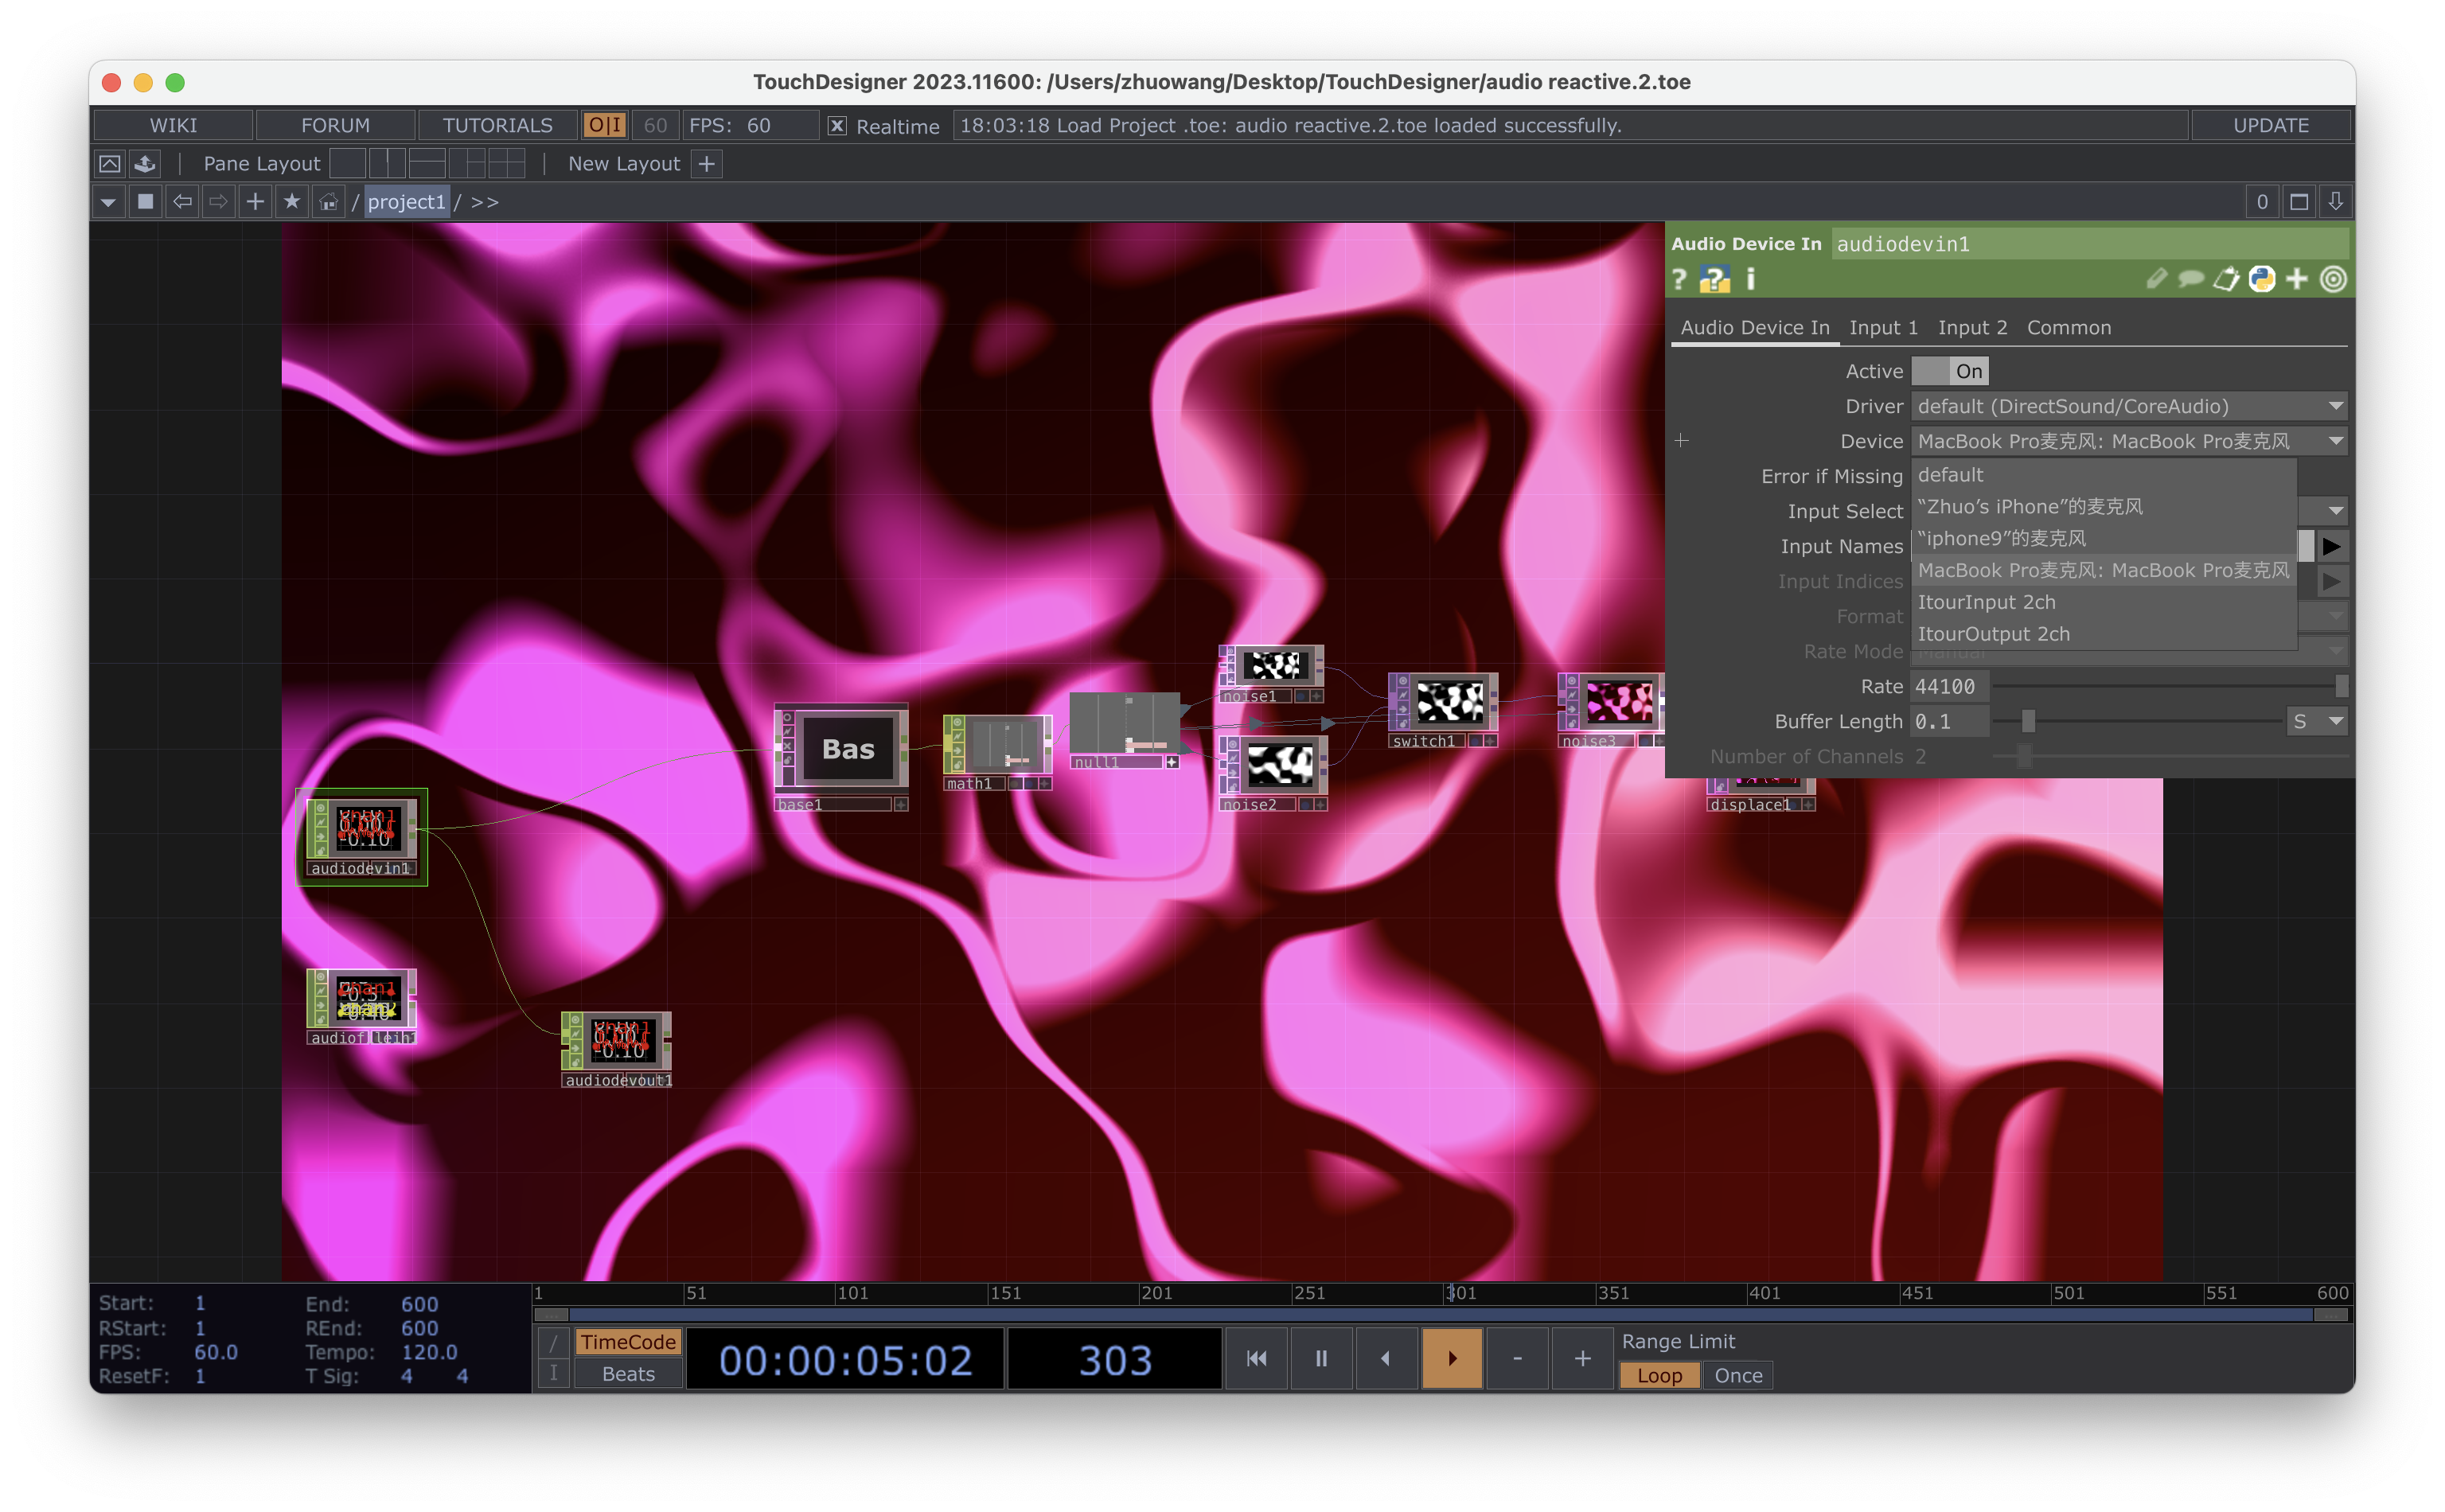 TouchDesigner 2023.11600: /Users/zhuowang/Desktop/TouchDesigner/audio reactive.2.toe
WIKI FORUM TUTORIALS O|I 60 FPS: 60 X Realtime 18:03:18 Load Project .toe: audio reactive.2.toe loaded successfully. UPDATE
Pane Layout New Layout +
/ project1 / >> 0
Audio Device In audiodevin1
? ? i
Audio Device In Input 1 Input 2 Common
Active On
Driver default (DirectSound/CoreAudio)
Device MacBook Pro麦克风: MacBook Pro麦克风
Error if Missing default
“Zhuo’s iPhone”的麦克风
Input Select
Input Names “iphone9”的麦克风
Input Indices MacBook Pro麦克风: MacBook Pro麦克风
Format ItourInput 2ch
ItourOutput 2ch
Rate Mode Manual
Rate 44100
Buffer Length 0.1 S
Number of Channels 2
noise1
switch1
noise3
Bas
null1
math1
base1
noise2
displace1
chan1
0.00
-0.10
audiodevin1
chan1
audiofilein1
chan1
0.00
-0.10
audiodevout1
1 51 101 151 201 251 301 351 401 451 501 551 600
Start: 1 End: 600
RStart: 1 REnd: 600
FPS: 60.0 Tempo: 120.0
ResetF: 1 T Sig: 4 4
/ TimeCode 00:00:05:02 303 - + Range Limit
I Beats Loop Once